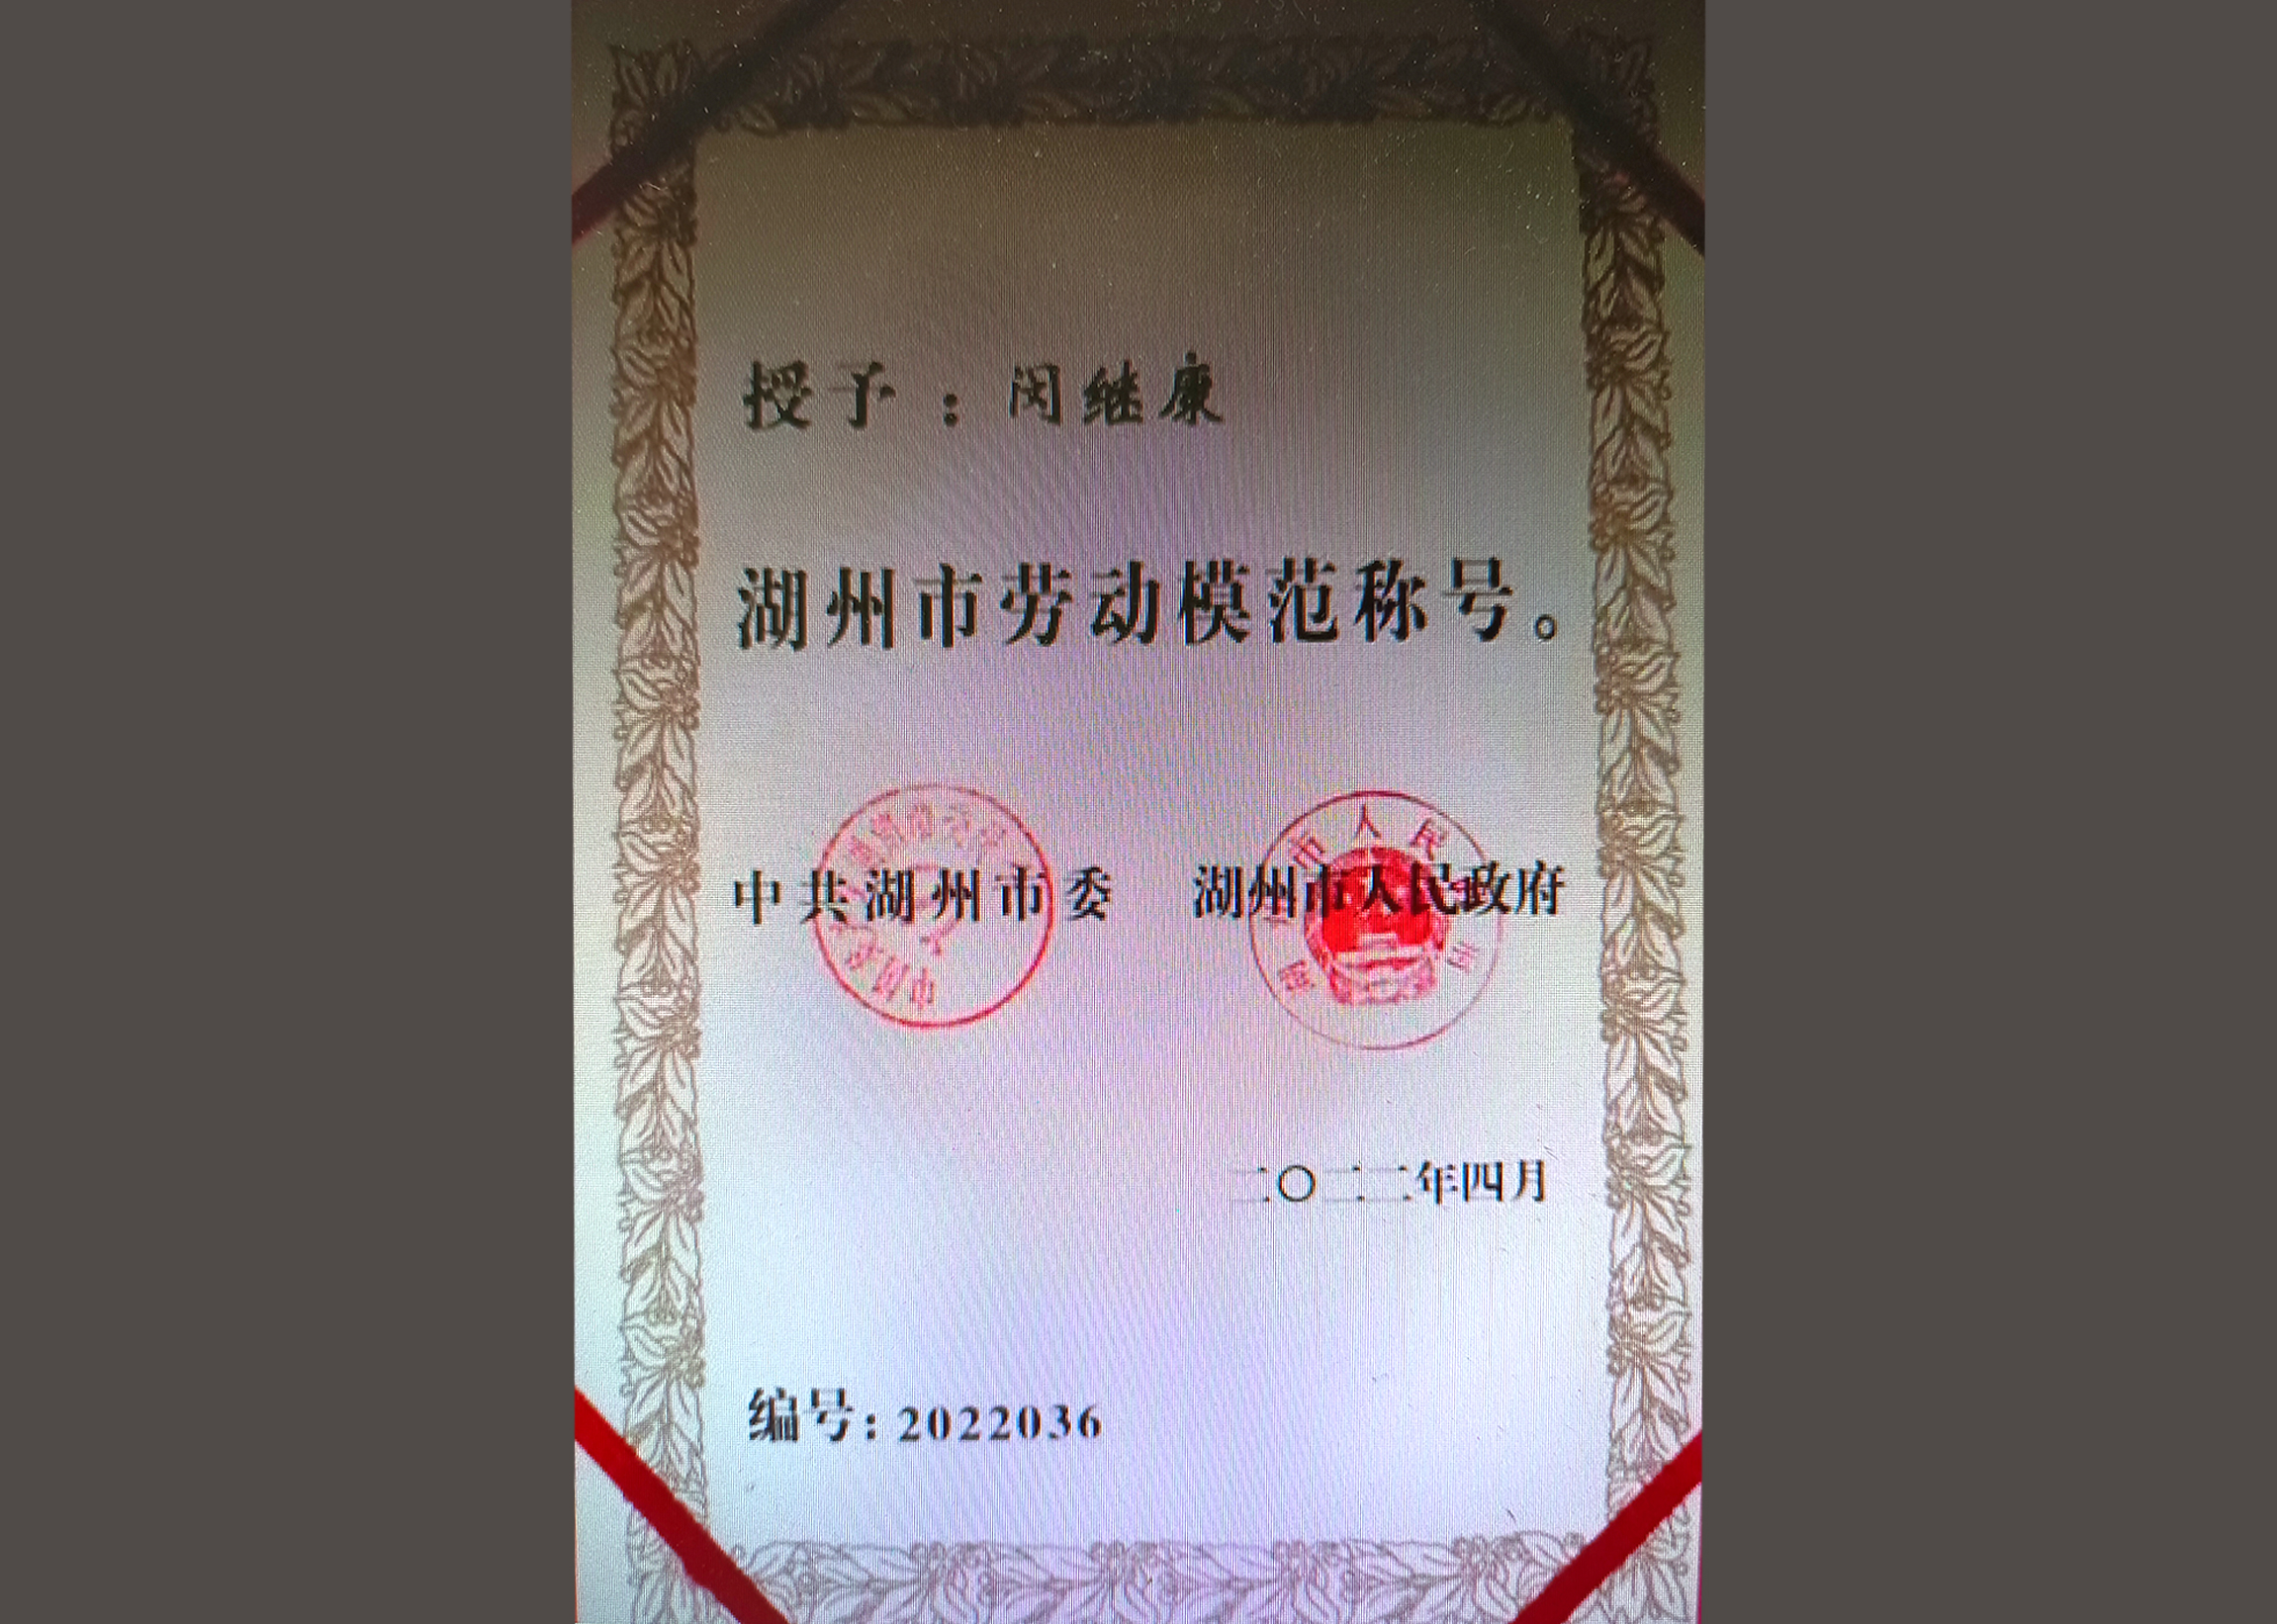 授予：闵继康
湖州市劳动模范称号。
中共湖州市委 湖州市人民政府
二〇二二年四月
编号：2022036